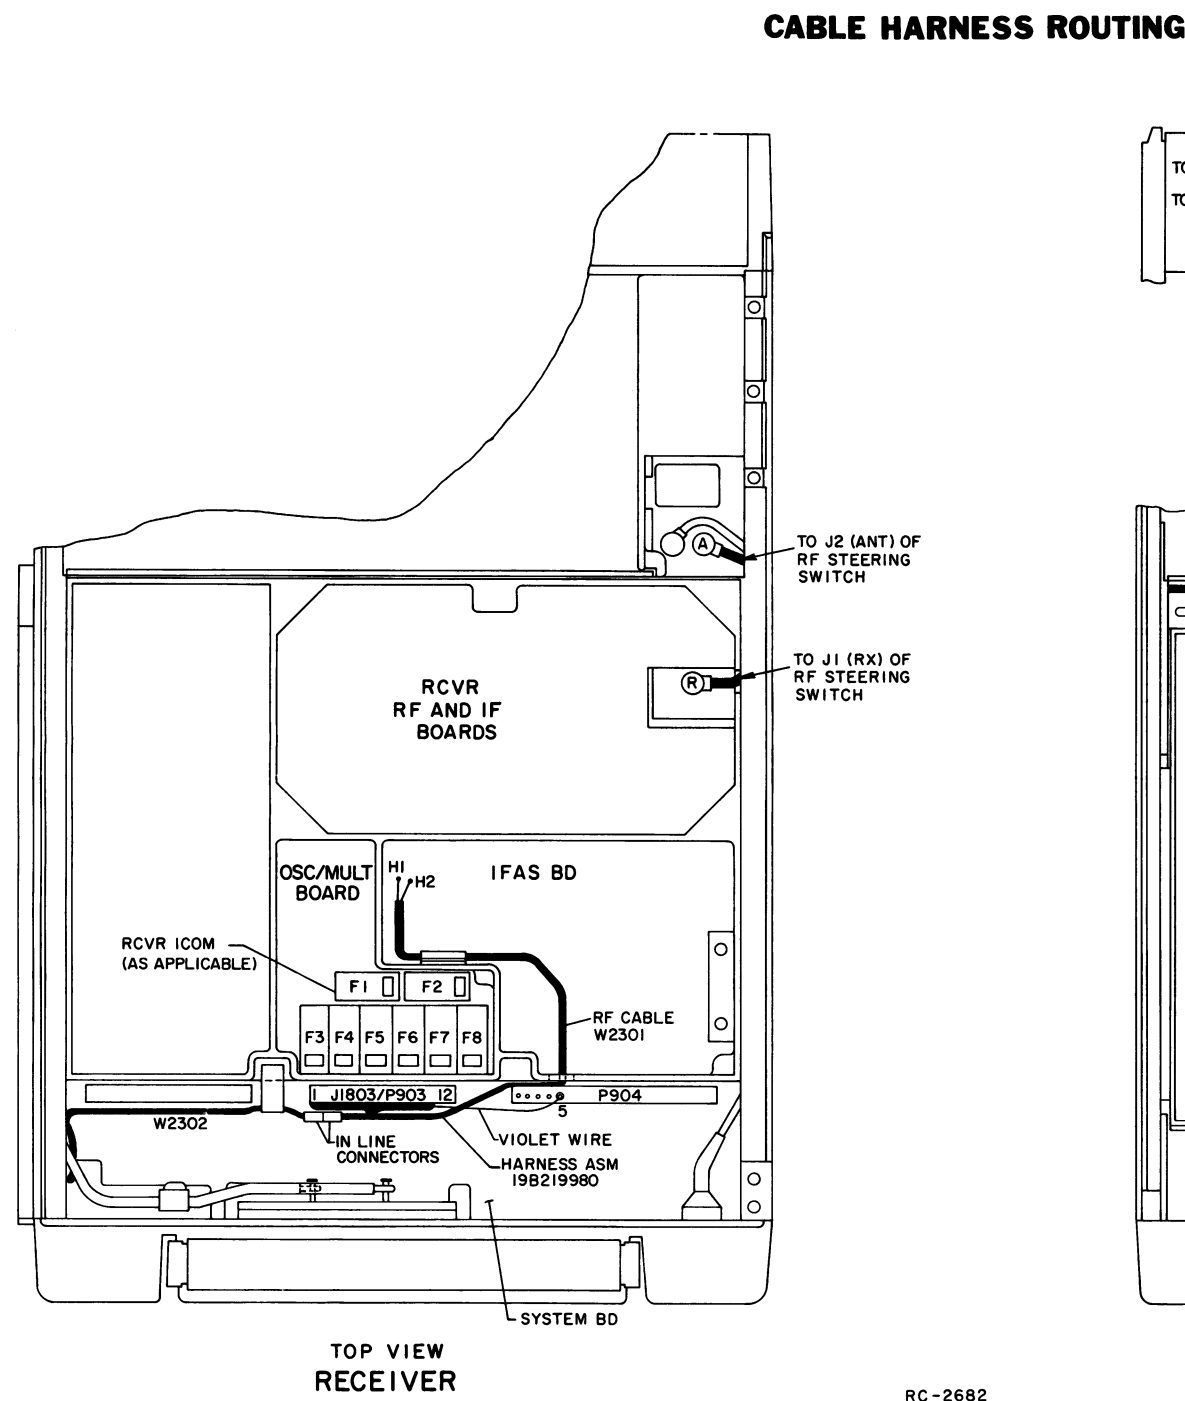 CABLE HARNESS ROUTING
TO
TO
A
TO J2 (ANT) OF
RF STEERING
SWITCH
R
TO J1 (RX) OF
RF STEERING
SWITCH
RCVR
RF AND IF
BOARDS
OSC/MULT
BOARD
H1
H2
IFAS BD
RCVR ICOM
(AS APPLICABLE)
F1
F2
F3
F4
F5
F6
F7
F8
RF CABLE
W2301
1 J1803/P903 12
P904
5
W2302
IN LINE
CONNECTORS
VIOLET WIRE
HARNESS ASM
19B219980
SYSTEM BD
TOP VIEW
RECEIVER
RC-2682